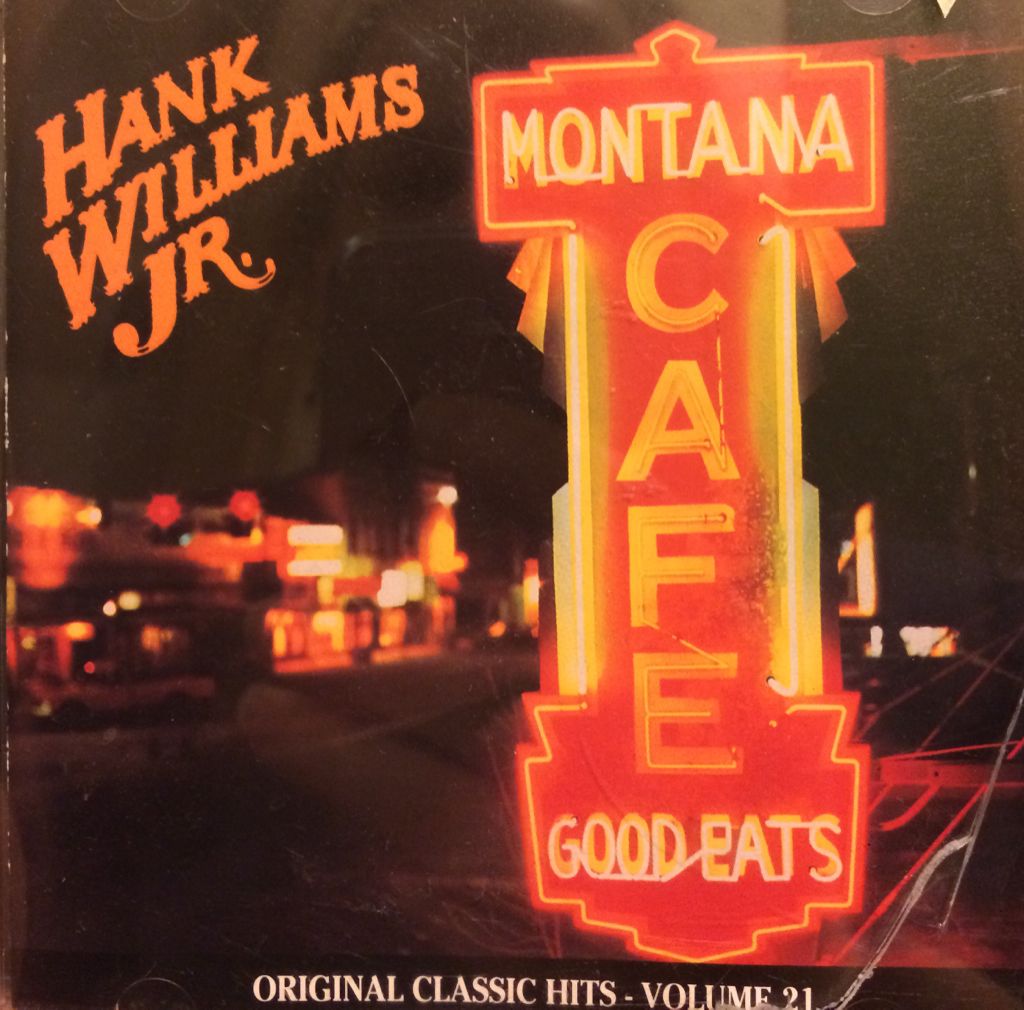 HANK
WILLIAMS
JR.
MONTANA
CAFE
GOOD EATS
ORIGINAL CLASSIC HITS - VOLUME 21